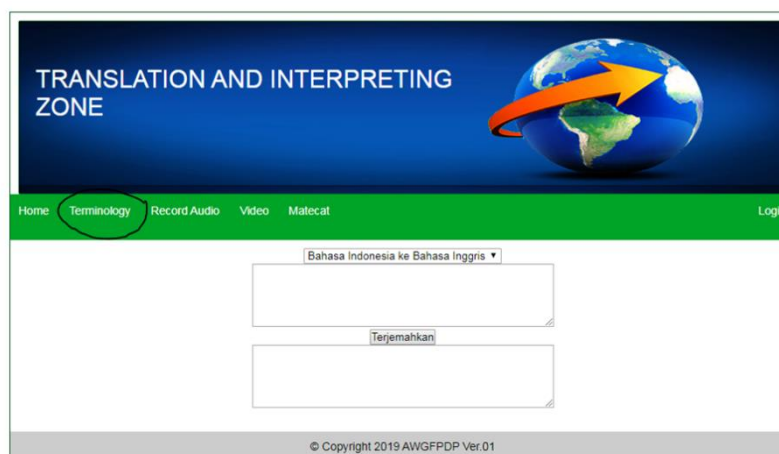 TRANSLATION AND INTERPRETING
ZONE
Home Terminology Record Audio Video Matecat Logi
Bahasa Indonesia ke Bahasa Inggris
Terjemahkan
© Copyright 2019 AWGFPDP Ver.01